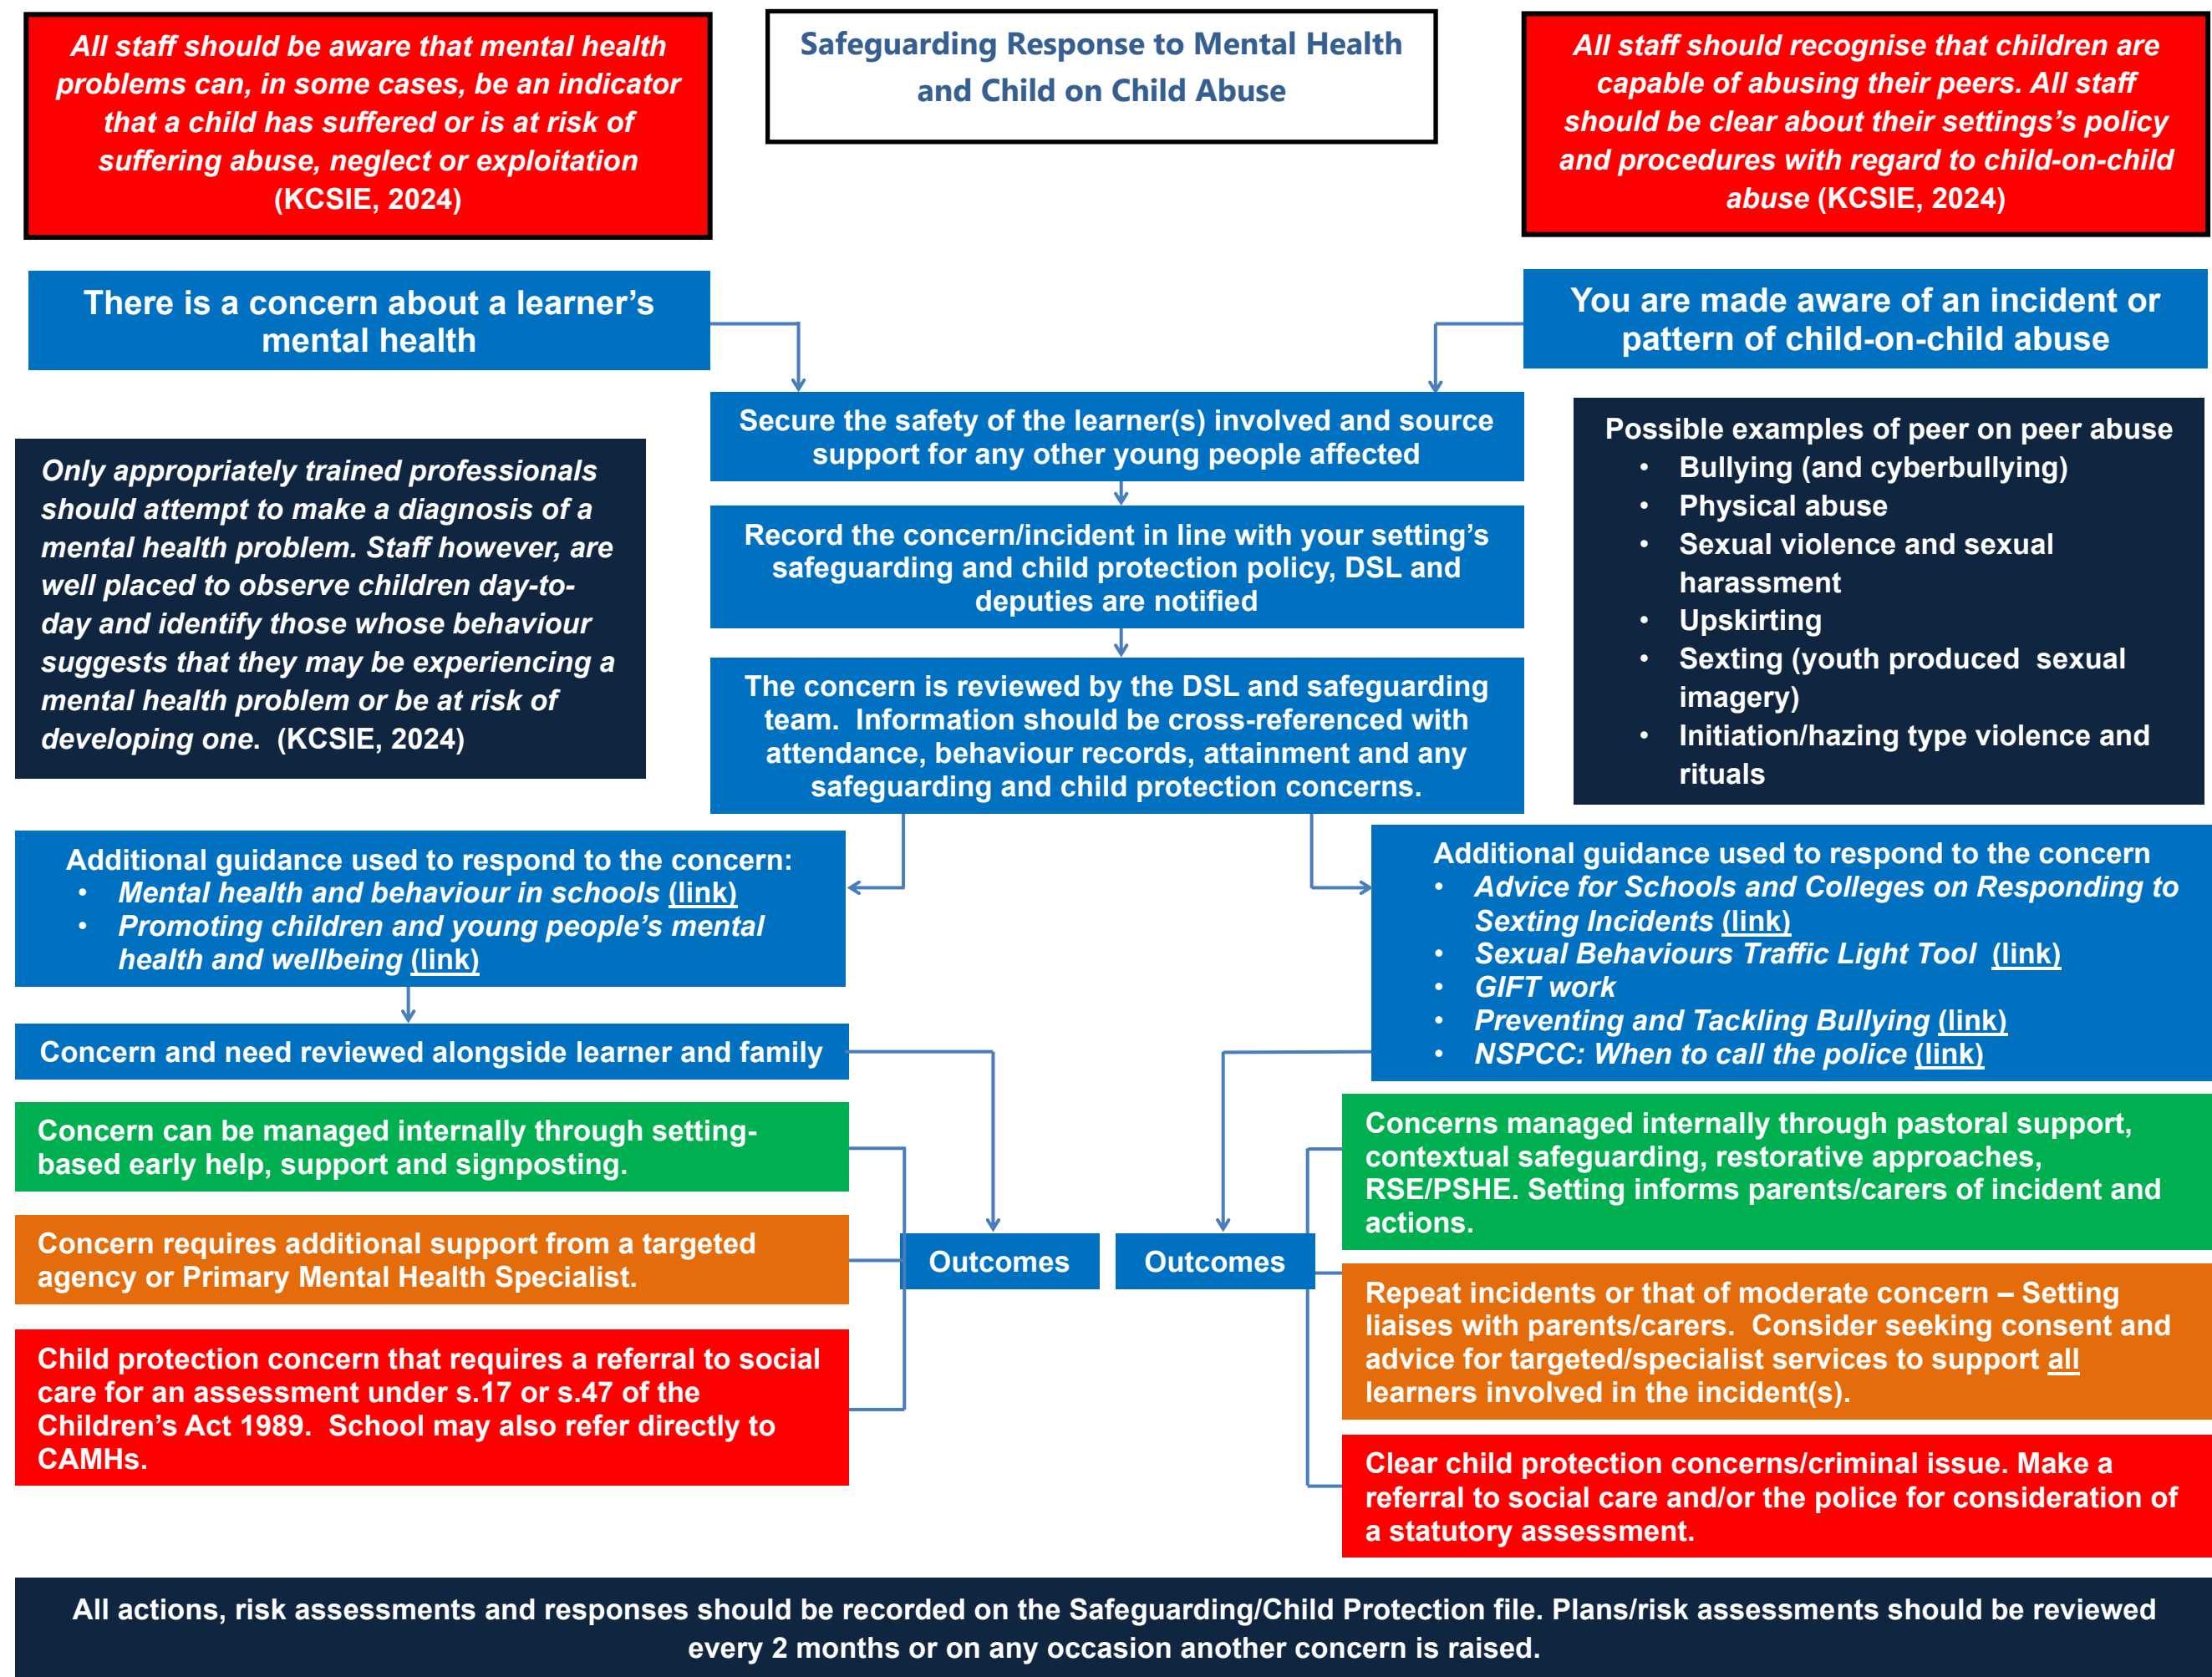 All staff should be aware that mental health
problems can, in some cases, be an indicator
that a child has suffered or is at risk of
suffering abuse, neglect or exploitation
(KCSIE, 2024)
Safeguarding Response to Mental Health
and Child on Child Abuse
All staff should recognise that children are
capable of abusing their peers. All staff
should be clear about their settings's policy
and procedures with regard to child-on-child
abuse (KCSIE, 2024)
There is a concern about a learner’s
mental health
You are made aware of an incident or
pattern of child-on-child abuse
Secure the safety of the learner(s) involved and source
support for any other young people affected
Only appropriately trained professionals
should attempt to make a diagnosis of a
mental health problem. Staff however, are
well placed to observe children day-to-
day and identify those whose behaviour
suggests that they may be experiencing a
mental health problem or be at risk of
developing one. (KCSIE, 2024)
Record the concern/incident in line with your setting’s
safeguarding and child protection policy, DSL and
deputies are notified
The concern is reviewed by the DSL and safeguarding
team. Information should be cross-referenced with
attendance, behaviour records, attainment and any
safeguarding and child protection concerns.
Possible examples of peer on peer abuse
• Bullying (and cyberbullying)
• Physical abuse
• Sexual violence and sexual
harassment
• Upskirting
• Sexting (youth produced sexual
imagery)
• Initiation/hazing type violence and
rituals
Additional guidance used to respond to the concern:
• Mental health and behaviour in schools (link)
• Promoting children and young people’s mental
health and wellbeing (link)
Additional guidance used to respond to the concern
• Advice for Schools and Colleges on Responding to
Sexting Incidents (link)
• Sexual Behaviours Traffic Light Tool (link)
• GIFT work
• Preventing and Tackling Bullying (link)
• NSPCC: When to call the police (link)
Concern and need reviewed alongside learner and family
Concern can be managed internally through setting-
based early help, support and signposting.
Concern requires additional support from a targeted
agency or Primary Mental Health Specialist.
Child protection concern that requires a referral to social
care for an assessment under s.17 or s.47 of the
Children’s Act 1989. School may also refer directly to
CAMHs.
Outcomes
Outcomes
Concerns managed internally through pastoral support,
contextual safeguarding, restorative approaches,
RSE/PSHE. Setting informs parents/carers of incident and
actions.
Repeat incidents or that of moderate concern – Setting
liaises with parents/carers. Consider seeking consent and
advice for targeted/specialist services to support all
learners involved in the incident(s).
Clear child protection concerns/criminal issue. Make a
referral to social care and/or the police for consideration of
a statutory assessment.
All actions, risk assessments and responses should be recorded on the Safeguarding/Child Protection file. Plans/risk assessments should be reviewed
every 2 months or on any occasion another concern is raised.